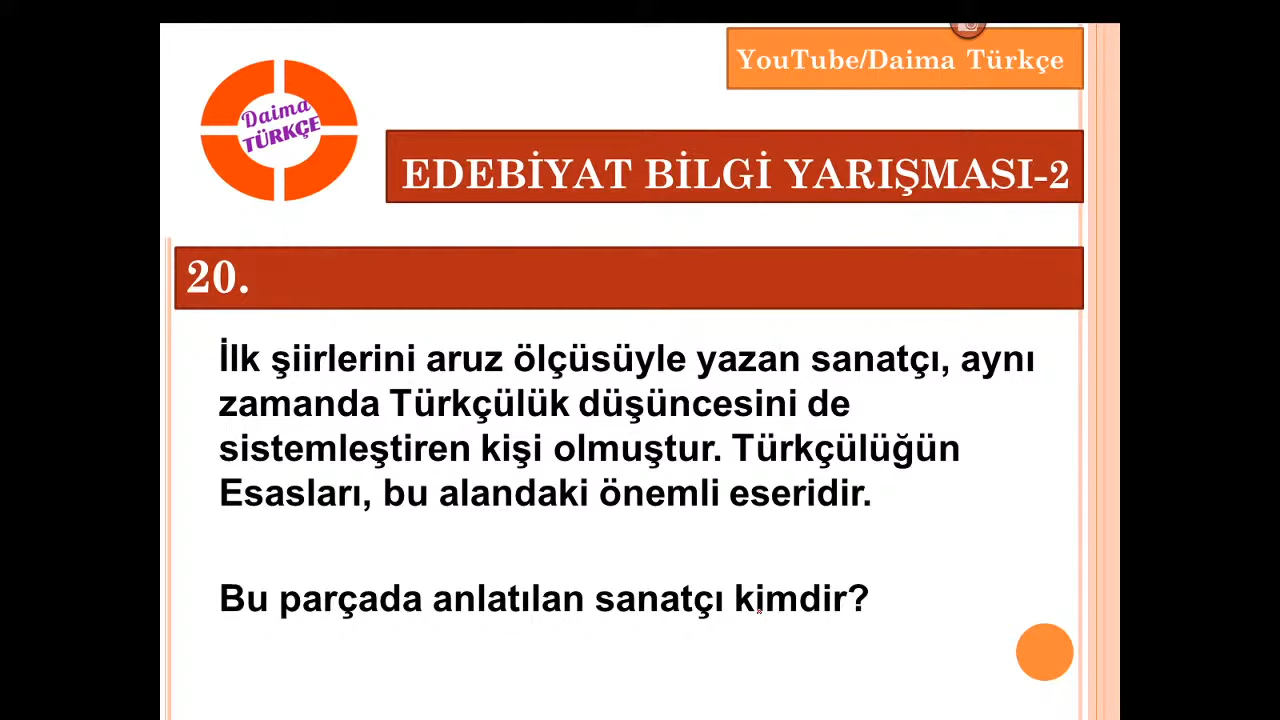 YouTube/Daima Türkçe
Daima
TÜRKÇE
EDEBİYAT BİLGİ YARIŞMASI-2
20.
İlk şiirlerini aruz ölçüsüyle yazan sanatçı, aynı
zamanda Türkçülük düşüncesini de
sistemleştiren kişi olmuştur. Türkçülüğün
Esasları, bu alandaki önemli eseridir.
Bu parçada anlatılan sanatçı kimdir?